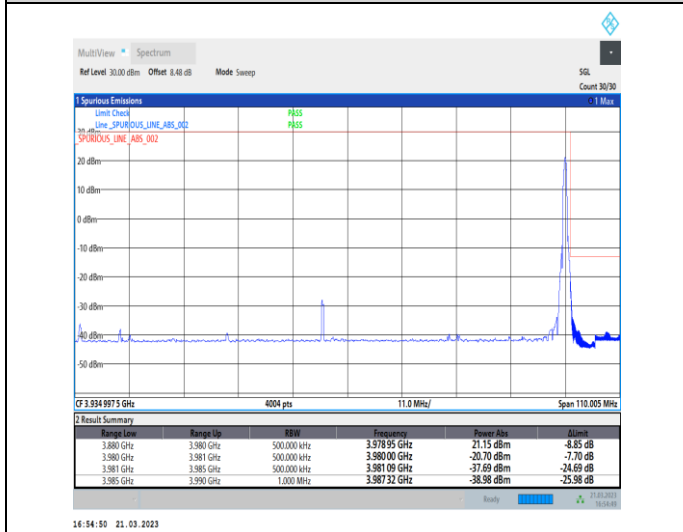 MultiView Spectrum
Ref Level 30.00 dBm Offset 8.48 dB Mode Sweep SGL
Count 30/30
1 Spurious Emissions 1 Max
Limit Check PASS
Line _SPURIOUS_LINE_ABS_002 PASS
30 dBm
_SPURIOUS_LINE_ABS_002
20 dBm
10 dBm
0 dBm
-10 dBm
-20 dBm
-30 dBm
-40 dBm
-50 dBm
CF 3.934 997 5 GHz 4004 pts 11.0 MHz/ Span 110.005 MHz
2 Result Summary
Range Low Range Up RBW Frequency Power Abs ΔLimit
3.880 GHz 3.980 GHz 500.000 kHz 3.978 95 GHz 21.15 dBm -8.85 dB
3.980 GHz 3.981 GHz 500.000 kHz 3.980 00 GHz -20.70 dBm -7.70 dB
3.981 GHz 3.985 GHz 500.000 kHz 3.981 09 GHz -37.69 dBm -24.69 dB
3.985 GHz 3.990 GHz 1.000 MHz 3.987 32 GHz -38.98 dBm -25.98 dB
Ready 21.03.2023
16:54:49
16:54:50 21.03.2023